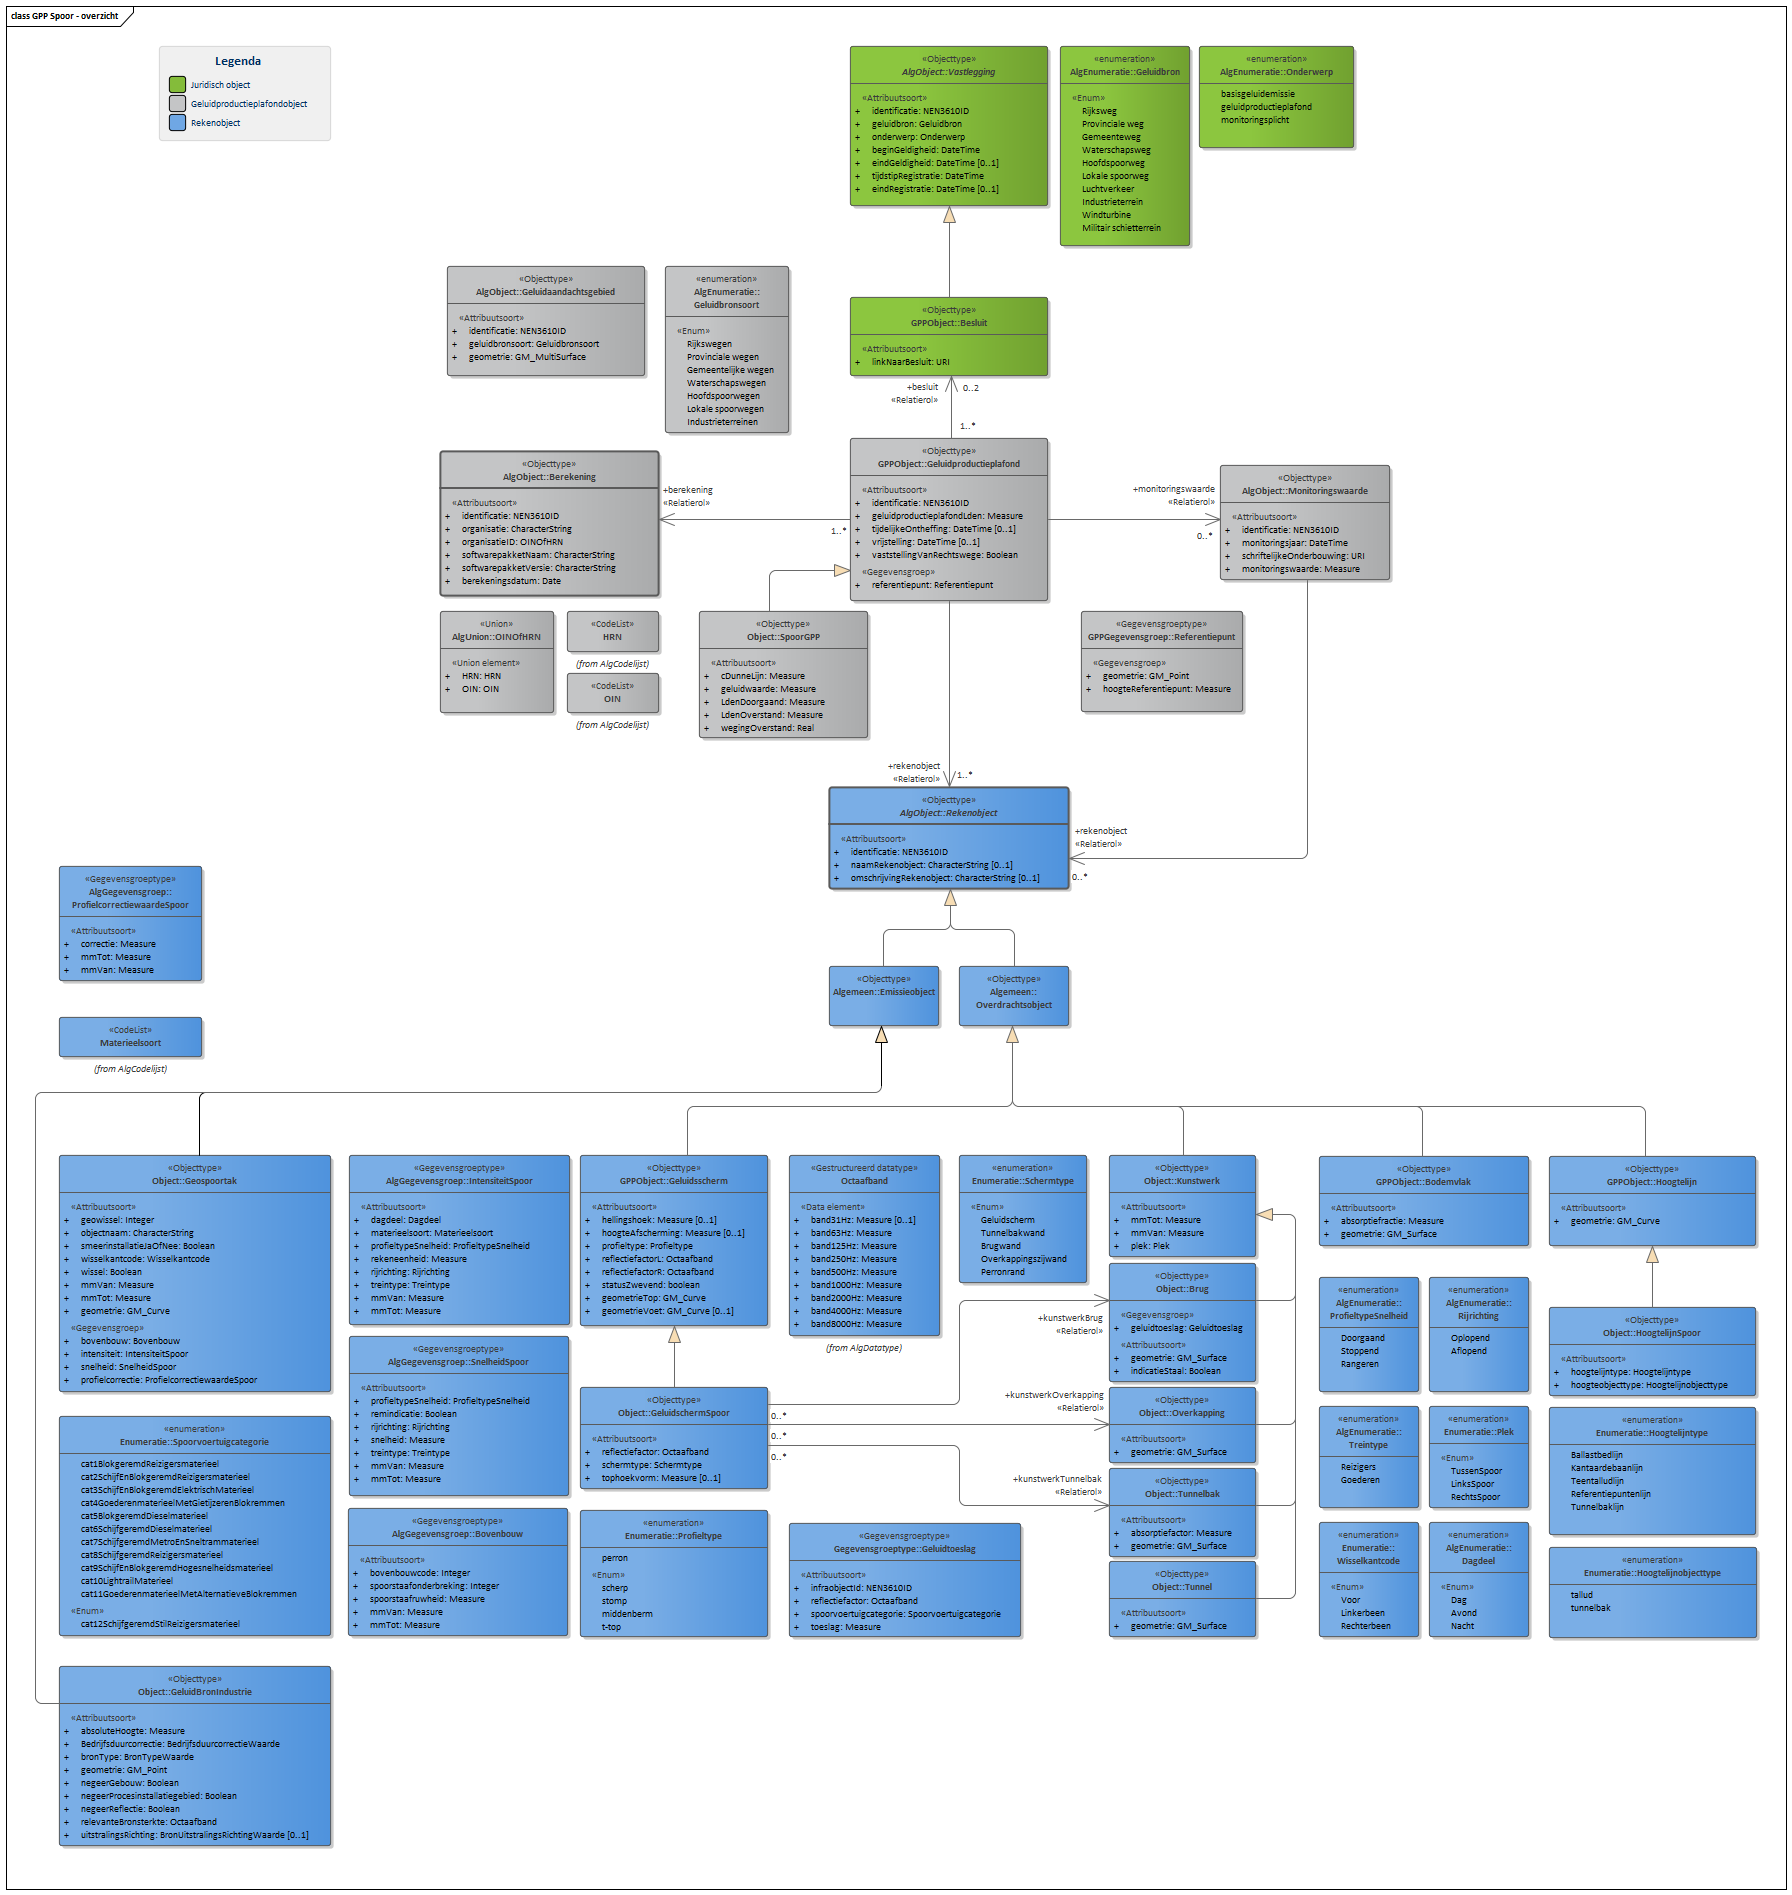 class GPP Spoor - overzicht
Legenda
Juridisch object
Geluidproductieplafondobject
Rekenobject
«Objecttype»
AlgObject::Vastlegging
«Attribuutsoort»
+ identificatie: NEN3610ID
+ geluidbron: Geluidbron
+ onderwerp: Onderwerp
+ beginGeldigheid: DateTime
+ eindGeldigheid: DateTime [0..1]
+ tijdstipRegistratie: DateTime
+ eindRegistratie: DateTime [0..1]
«enumeration»
AlgEnumeratie::Geluidbron
«Enum»
Rijksweg
Provinciale weg
Gemeenteweg
Waterschapsweg
Hoofdspoorweg
Lokale spoorweg
Luchtverkeer
Industrieterrein
Windturbine
Militair schietterrein
«enumeration»
AlgEnumeratie::Onderwerp
basisgeluidemissie
geluidproductieplafond
monitoringsplicht
«Objecttype»
AlgObject::Geluidaandachtsgebied
«Attribuutsoort»
+ identificatie: NEN3610ID
+ geluidbronsoort: Geluidbronsoort
+ geometrie: GM_MultiSurface
«enumeration»
AlgEnumeratie::
Geluidbronsoort
«Enum»
Rijkswegen
Provinciale wegen
Gemeentelijke wegen
Waterschapswegen
Hoofdspoorwegen
Lokale spoorwegen
Industrieterreinen
«Objecttype»
GPPObject::Besluit
«Attribuutsoort»
+ linkNaarBesluit: URI
+besluit
«Relatierol»
0..2
1..*
«Objecttype»
AlgObject::Berekening
«Attribuutsoort»
+ identificatie: NEN3610ID
+ organisatie: CharacterString
+ organisatieID: OINOfHRN
+ softwarepakketNaam: CharacterString
+ softwarepakketVersie: CharacterString
+ berekeningsdatum: Date
+berekening
«Relatierol»
1..*
«Objecttype»
GPPObject::Geluidproductieplafond
«Attribuutsoort»
+ identificatie: NEN3610ID
+ geluidproductieplafondLden: Measure
+ tijdelijkeOntheffing: DateTime [0..1]
+ vrijstelling: DateTime [0..1]
+ vaststellingVanRechtswege: Boolean
«Gegevensgroep»
+ referentiepunt: Referentiepunt
+monitoringswaarde
«Relatierol»
0..*
«Objecttype»
AlgObject::Monitoringswaarde
«Attribuutsoort»
+ identificatie: NEN3610ID
+ monitoringsjaar: DateTime
+ schriftelijkeOnderbouwing: URI
+ monitoringswaarde: Measure
«Union»
AlgUnion::OINOfHRN
«Union element»
+ HRN: HRN
+ OIN: OIN
«CodeList»
HRN
(from AlgCodelijst)
«CodeList»
OIN
(from AlgCodelijst)
«Objecttype»
Object::SpoorGPP
«Attribuutsoort»
+ cDunneLijn: Measure
+ geluidwaarde: Measure
+ LdenDoorgaand: Measure
+ LdenOverstand: Measure
+ wegingOverstand: Real
«Gegevensgroeptype»
GPPGegevensgroep::Referentiepunt
«Gegevensgroep»
+ geometrie: GM_Point
+ hoogteReferentiepunt: Measure
+rekenobject
«Relatierol»
1..*
«Objecttype»
AlgObject::Rekenobject
«Attribuutsoort»
+ identificatie: NEN3610ID
+ naamRekenobject: CharacterString [0..1]
+ omschrijvingRekenobject: CharacterString [0..1]
+rekenobject
«Relatierol»
0..*
«Gegevensgroeptype»
AlgGegevensgroep::
ProfielcorrectiewaardeSpoor
«Attribuutsoort»
+ correctie: Measure
+ mmTot: Measure
+ mmVan: Measure
«CodeList»
Materieelsoort
(from AlgCodelijst)
«Objecttype»
Algemeen::Emissieobject
«Objecttype»
Algemeen::
Overdrachtsobject
«Objecttype»
Object::Geospoortak
«Attribuutsoort»
+ geowissel: Integer
+ objectnaam: CharacterString
+ smeerinstallatieJaOfNee: Boolean
+ wisselkantcode: Wisselkantcode
+ wissel: Boolean
+ mmVan: Measure
+ mmTot: Measure
+ geometrie: GM_Curve
«Gegevensgroep»
+ bovenbouw: Bovenbouw
+ intensiteit: IntensiteitSpoor
+ snelheid: SnelheidSpoor
+ profielcorrectie: ProfielcorrectiewaardeSpoor
«Gegevensgroeptype»
AlgGegevensgroep::IntensiteitSpoor
«Attribuutsoort»
+ dagdeel: Dagdeel
+ materieelsoort: Materieelsoort
+ profieltypeSnelheid: ProfieltypeSnelheid
+ rekeneenheid: Measure
+ rijrichting: Rijrichting
+ treintype: Treintype
+ mmVan: Measure
+ mmTot: Measure
«Objecttype»
GPPObject::Geluidsscherm
«Attribuutsoort»
+ hellingshoek: Measure [0..1]
+ hoogteAfscherming: Measure [0..1]
+ profieltype: Profieltype
+ reflectiefactorL: Octaafband
+ reflectiefactorR: Octaafband
+ statusZwevend: boolean
+ geometrieTop: GM_Curve
+ geometrieVoet: GM_Curve [0..1]
«Gestructureerd datatype»
Octaafband
«Data element»
+ band31Hz: Measure [0..1]
+ band63Hz: Measure
+ band125Hz: Measure
+ band250Hz: Measure
+ band500Hz: Measure
+ band1000Hz: Measure
+ band2000Hz: Measure
+ band4000Hz: Measure
+ band8000Hz: Measure
(from AlgDatatype)
«enumeration»
Enumeratie::Schermtype
«Enum»
Geluidscherm
Tunnelbakwand
Brugwand
Overkappingszijwand
Perronrand
«Objecttype»
Object::Kunstwerk
«Attribuutsoort»
+ mmTot: Measure
+ mmVan: Measure
+ plek: Plek
«Objecttype»
GPPObject::Bodemvlak
«Attribuutsoort»
+ absorptiefractie: Measure
+ geometrie: GM_Surface
«Objecttype»
GPPObject::Hoogtelijn
«Attribuutsoort»
+ geometrie: GM_Curve
«Objecttype»
Object::Brug
«Gegevensgroep»
+ geluidtoeslag: Geluidtoeslag
«Attribuutsoort»
+ geometrie: GM_Surface
+ indicatieStaal: Boolean
+kunstwerkBrug
«Relatierol»
«enumeration»
AlgEnumeratie::
ProfieltypeSnelheid
Doorgaand
Stoppend
Rangeren
«enumeration»
AlgEnumeratie::
Rijrichting
Oplopend
Aflopend
«Objecttype»
Object::HoogtelijnSpoor
«Attribuutsoort»
+ hoogtelijntype: Hoogtelijntype
+ hoogteobjecttype: Hoogtelijnobjecttype
«Gegevensgroeptype»
AlgGegevensgroep::SnelheidSpoor
«Attribuutsoort»
+ profieltypeSnelheid: ProfieltypeSnelheid
+ remindicatie: Boolean
+ rijrichting: Rijrichting
+ snelheid: Measure
+ treintype: Treintype
+ mmVan: Measure
+ mmTot: Measure
«Objecttype»
Object::GeluidschermSpoor
«Attribuutsoort»
+ reflectiefactor: Octaafband
+ schermtype: Schermtype
+ tophoekvorm: Measure [0..1]
0..*
0..*
0..*
+kunstwerkOverkapping
«Relatierol»
«Objecttype»
Object::Overkapping
«Attribuutsoort»
+ geometrie: GM_Surface
+kunstwerkTunnelbak
«Relatierol»
«Objecttype»
Object::Tunnelbak
«Attribuutsoort»
+ absorptiefactor: Measure
+ geometrie: GM_Surface
«Objecttype»
Object::Tunnel
«Attribuutsoort»
+ geometrie: GM_Surface
«enumeration»
AlgEnumeratie::
Treintype
Reizigers
Goederen
«enumeration»
Enumeratie::Plek
«Enum»
TussenSpoor
LinksSpoor
RechtsSpoor
«enumeration»
Enumeratie::Hoogtelijntype
Ballastbedlijn
Kantaardebaanlijn
Teentalludlijn
Referentiepuntenlijn
Tunnelbaklijn
«enumeration»
Enumeratie::Spoorvoertuigcategorie
cat1BlokgeremdReizigersmaterieel
cat2SchijfEnBlokgeremdReizigersmaterieel
cat3SchijfEnBlokgeremdElektrischMaterieel
cat4GoederenmaterieelMetGietijzerenBlokremmen
cat5BlokgeremdDieselmaterieel
cat6SchijfgeremdDieselmaterieel
cat7SchijfgeremdMetroEnSneltrammaterieel
cat8SchijfgeremdReizigersmaterieel
cat9SchijfEnBlokgeremdHogesnelheidsmaterieel
cat10LightrailMaterieel
cat11GoederenmaterieelMetAlternatieveBlokremmen
«Enum»
cat12SchijfgeremdStilReizigersmaterieel
«Gegevensgroeptype»
AlgGegevensgroep::Bovenbouw
«Attribuutsoort»
+ bovenbouwcode: Integer
+ spoorstaafonderbreking: Integer
+ spoorstaafruwheid: Measure
+ mmVan: Measure
+ mmTot: Measure
«enumeration»
Enumeratie::Profieltype
perron
«Enum»
scherp
stomp
middenberm
t-top
«Gegevensgroeptype»
Gegevensgroeptype::Geluidtoeslag
«Attribuutsoort»
+ infraobjectId: NEN3610ID
+ reflectiefactor: Octaafband
+ spoorvoertuigcategorie: Spoorvoertuigcategorie
+ toeslag: Measure
«enumeration»
Enumeratie::
Wisselkantcode
«Enum»
Voor
Linkerbeen
Rechterbeen
«enumeration»
AlgEnumeratie::
Dagdeel
«Enum»
Dag
Avond
Nacht
«enumeration»
Enumeratie::Hoogtelijnobjecttype
tallud
tunnelbak
«Objecttype»
Object::GeluidBronIndustrie
«Attribuutsoort»
+ absoluteHoogte: Measure
+ Bedrijfsduurcorrectie: BedrijfsduurcorrectieWaarde
+ bronType: BronTypeWaarde
+ geometrie: GM_Point
+ negeerGebouw: Boolean
+ negeerProcesinstallatiegebied: Boolean
+ negeerReflectie: Boolean
+ relevanteBronsterkte: Octaafband
+ uitstralingsRichting: BronUitstralingsRichtingWaarde [0..1]